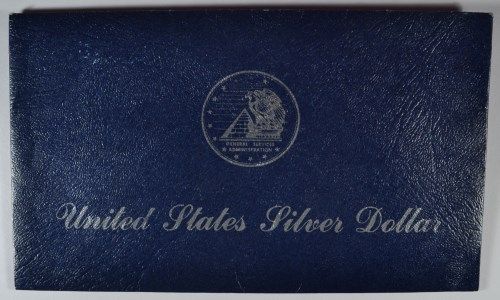 GENERAL SERVICES
ADMINISTRATION
United States Silver Dollar